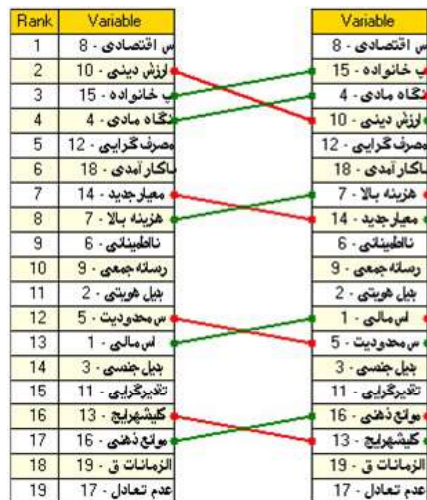 Rank Variable Variable
1 8 - س اقتصادی 8 - س اقتصادی
2 10 - ارزش دینی 15 - پ خانواده
3 15 - پ خانواده 4 - نگاه مادی
4 4 - نگاه مادی 10 - ارزش دینی
5 12 - مصرف گرایی 12 - مصرف گرایی
6 18 - ناکارآمدی 18 - ناکارآمدی
7 14 - معیار جدید 7 - هزینه بالا
8 7 - هزینه بالا 14 - معیار جدید
9 6 - نااطمینانی 6 - نااطمینانی
10 9 - رسانه جمعی 9 - رسانه جمعی
11 2 - بدیل هویتی 2 - بدیل هویتی
12 5 - س محدودیت 1 - اس مالی
13 1 - اس مالی 5 - س محدودیت
14 3 - بدیل جنسی 3 - بدیل جنسی
15 11 - تقدیرگرایی 11 - تقدیرگرایی
16 13 - کلیشه رایج 16 - موانع ذهنی
17 16 - موانع ذهنی 13 - کلیشه رایج
18 19 - الزمانات ق 19 - الزمانات ق
19 17 - عدم تعادل 17 - عدم تعادل